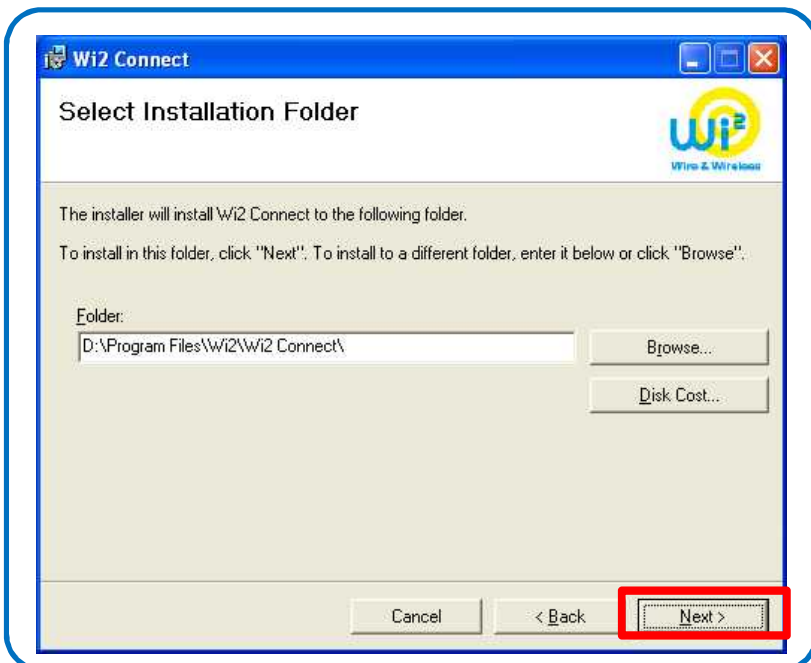 Wi2 Connect
Select Installation Folder
Wi2
Wire & Wireless
The installer will install Wi2 Connect to the following folder.
To install in this folder, click "Next". To install to a different folder, enter it below or click "Browse".
Folder:
D:\Program Files\Wi2\Wi2 Connect\
Browse...
Disk Cost...
Cancel
< Back
Next >